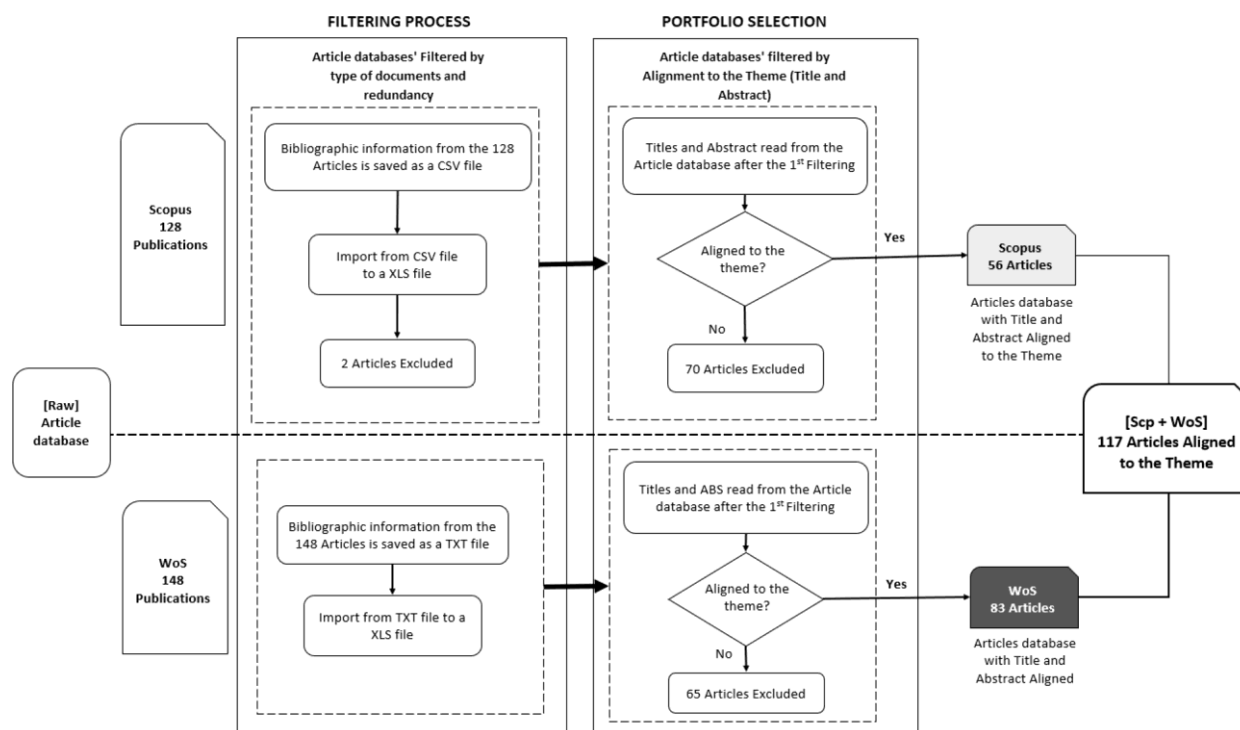 FILTERING PROCESS
PORTFOLIO SELECTION
Article databases' Filtered by
type of documents and
redundancy
Article databases' filtered by
Alignment to the Theme (Title and
Abstract)
Scopus
128
Publications
Bibliographic information from the 128
Articles is saved as a CSV file
Import from CSV file
to a XLS file
2 Articles Excluded
Titles and Abstract read from the
Article database after the 1st Filtering
Aligned to the
theme?
Yes
No
70 Articles Excluded
Scopus
56 Articles
Articles database
with Title and
Abstract Aligned
to the Theme
[Raw]
Article
database
[Scp + WoS]
117 Articles Aligned
to the Theme
WoS
148
Publications
Bibliographic information from the
148 Articles is saved as a TXT file
Import from TXT file to a
XLS file
Titles and ABS read from the Article
database after the 1st Filtering
Aligned to the
theme?
Yes
No
65 Articles Excluded
WoS
83 Articles
Articles database
with Title and
Abstract Aligned